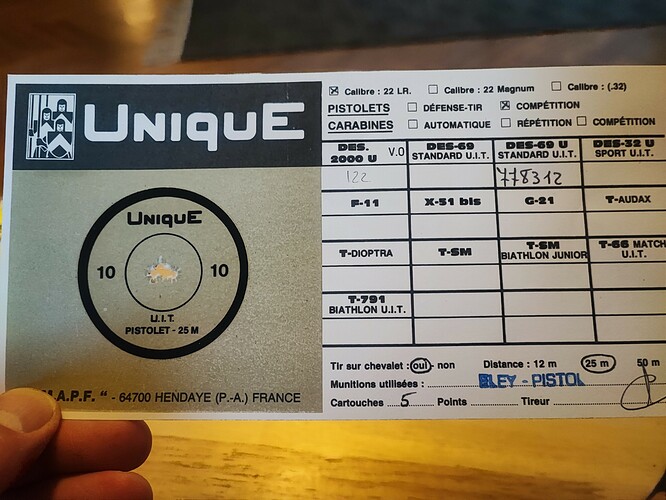 UNIQUE
UNIQUE
10 10
U.I.T.
PISTOLET - 25 M
M.A.P.F. “ - 64700 HENDAYE (P.-A.) FRANCE
☒ Calibre : 22 LR. ☐ Calibre : 22 Magnum ☐ Calibre : (.32)
PISTOLETS ☐ DÉFENSE-TIR ☒ COMPÉTITION
CARABINES ☐ AUTOMATIQUE ☐ RÉPÉTITION ☐ COMPÉTITION
DES. 2000 U V.O DES-69 STANDARD U.I.T. DES-69 U STANDARD U.I.T. DES-32 U SPORT U.I.T.
122 778312
F-11 X-51 bis G-21 T-AUDAX
T-DIOPTRA T-SM T-SM BIATHLON JUNIOR T-66 MATCH U.I.T.
T-791 BIATHLON U.I.T.
Tir sur chevalet : oui - non Distance : 12 m 25 m 50 m
Munitions utilisées : ELEY - PISTOL
Cartouches 5 Points Tireur